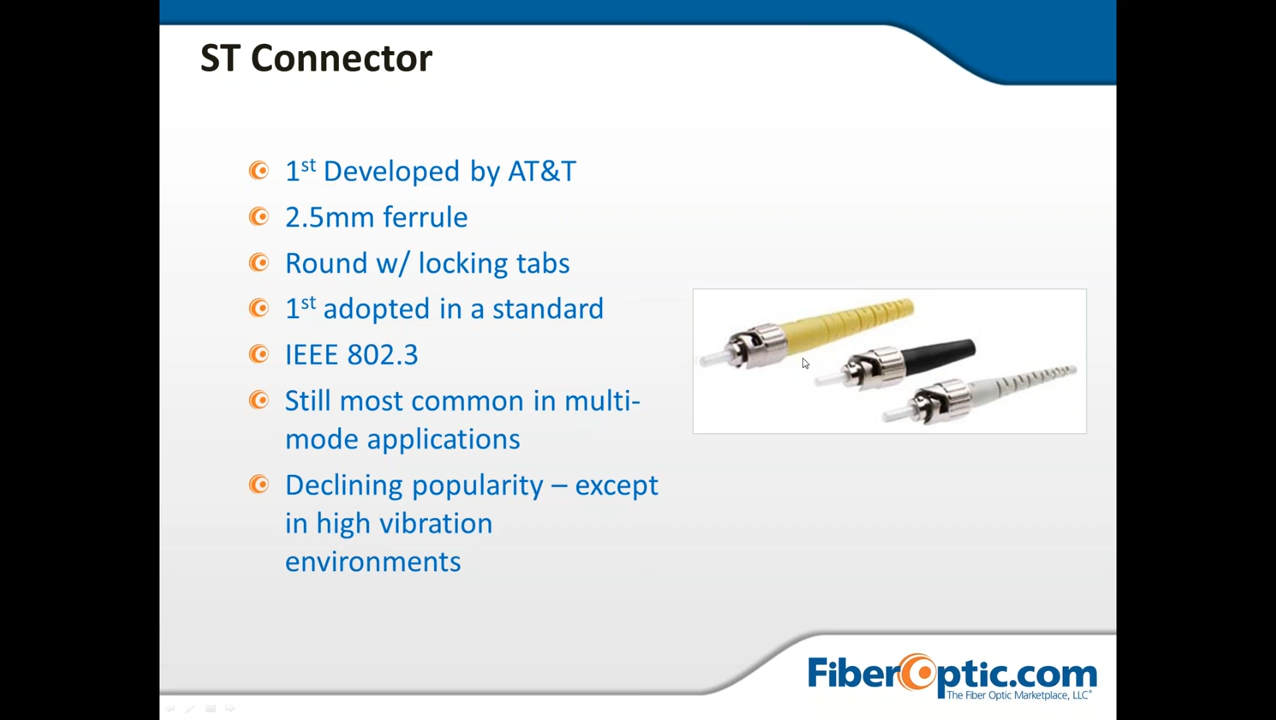 ST Connector
1st Developed by AT&T
2.5mm ferrule
Round w/ locking tabs
1st adopted in a standard
IEEE 802.3
Still most common in multi-
mode applications
Declining popularity – except
in high vibration
environments
FiberOptic.com
The Fiber Optic Marketplace, LLC®